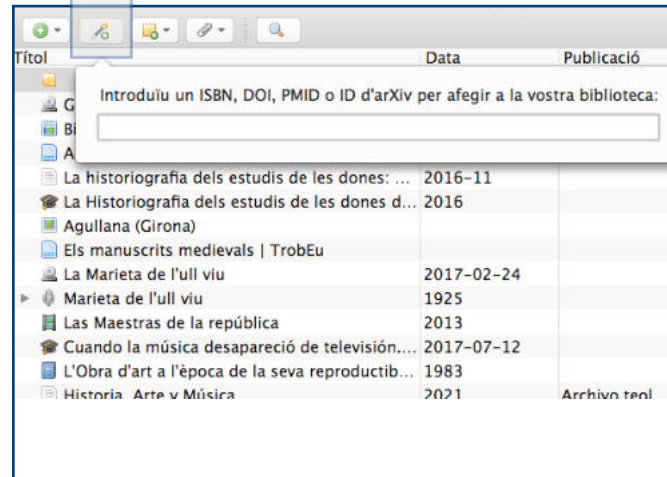 Títol Data Publicació
Introduïu un ISBN, DOI, PMID o ID d'arXiv per afegir a la vostra biblioteca:
G
Bi
A
La historiografia dels estudis de les dones: ... 2016-11
La Historiografia dels estudis de les dones d... 2016
Agullana (Girona)
Els manuscrits medievals | TrobEu
La Marieta de l'ull viu 2017-02-24
Marieta de l'ull viu 1925
Las Maestras de la república 2013
Cuando la música desapareció de televisión.... 2017-07-12
L'Obra d'art a l'època de la seva reproductib... 1983
Historia, Arte y Música 2021 Archivo teol